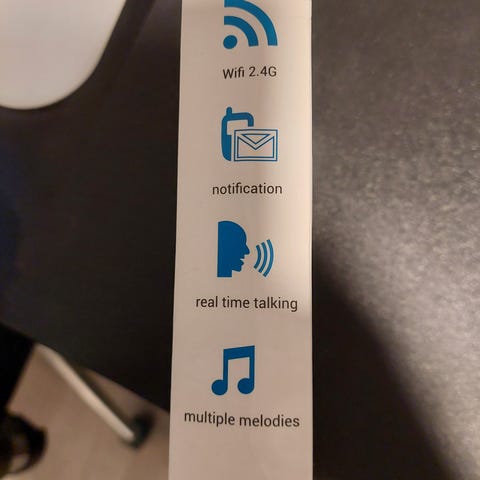 Wifi 2.4G
notification
real time talking
multiple melodies